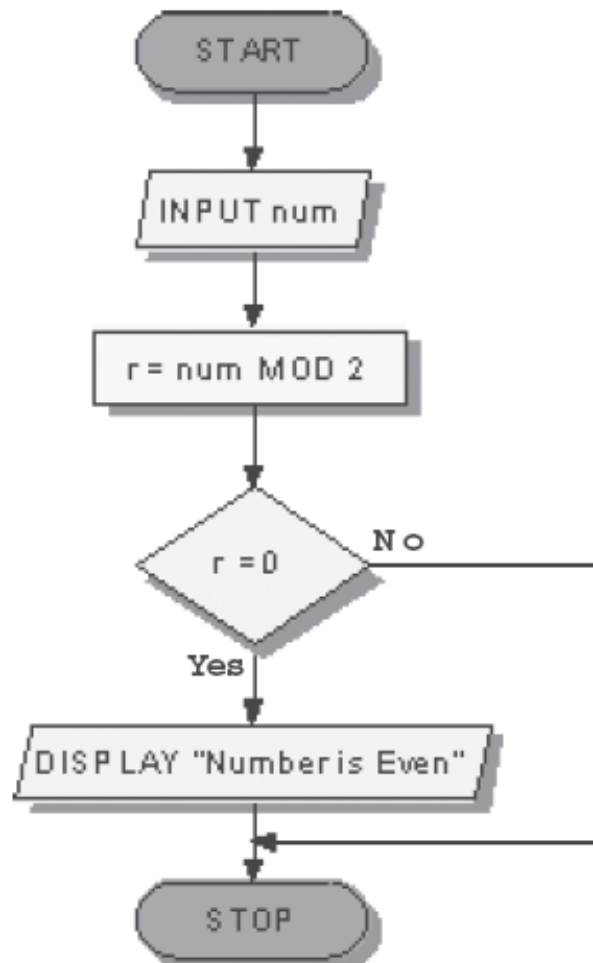 START
INPUT num
r = num MOD 2
r = 0
No
Yes
DISPLAY "Number is Even"
STOP